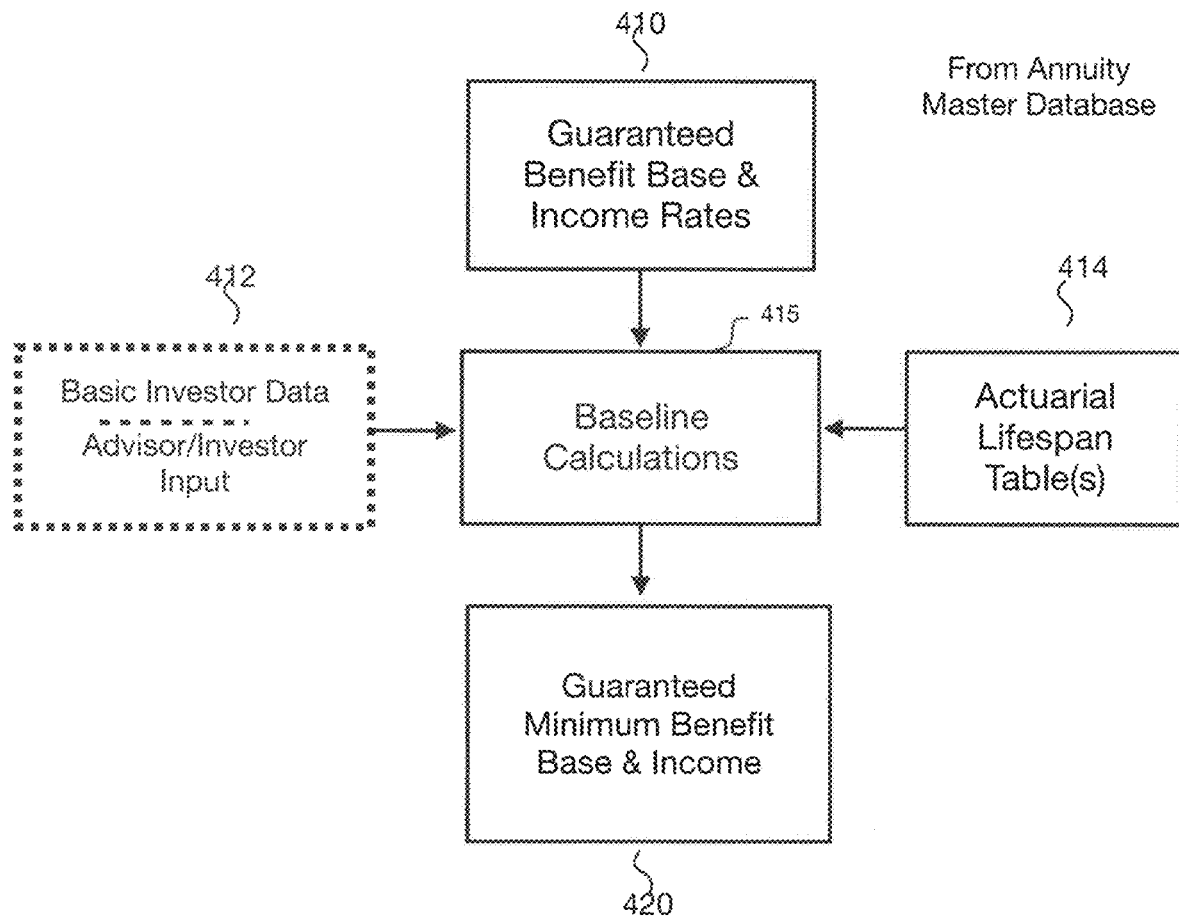 410
From Annuity
Master Database
Guaranteed
Benefit Base &
Income Rates
412
414
415
Basic Investor Data
Advisor/Investor
Input
Baseline
Calculations
Actuarial
Lifespan
Table(s)
Guaranteed
Minimum Benefit
Base & Income
420